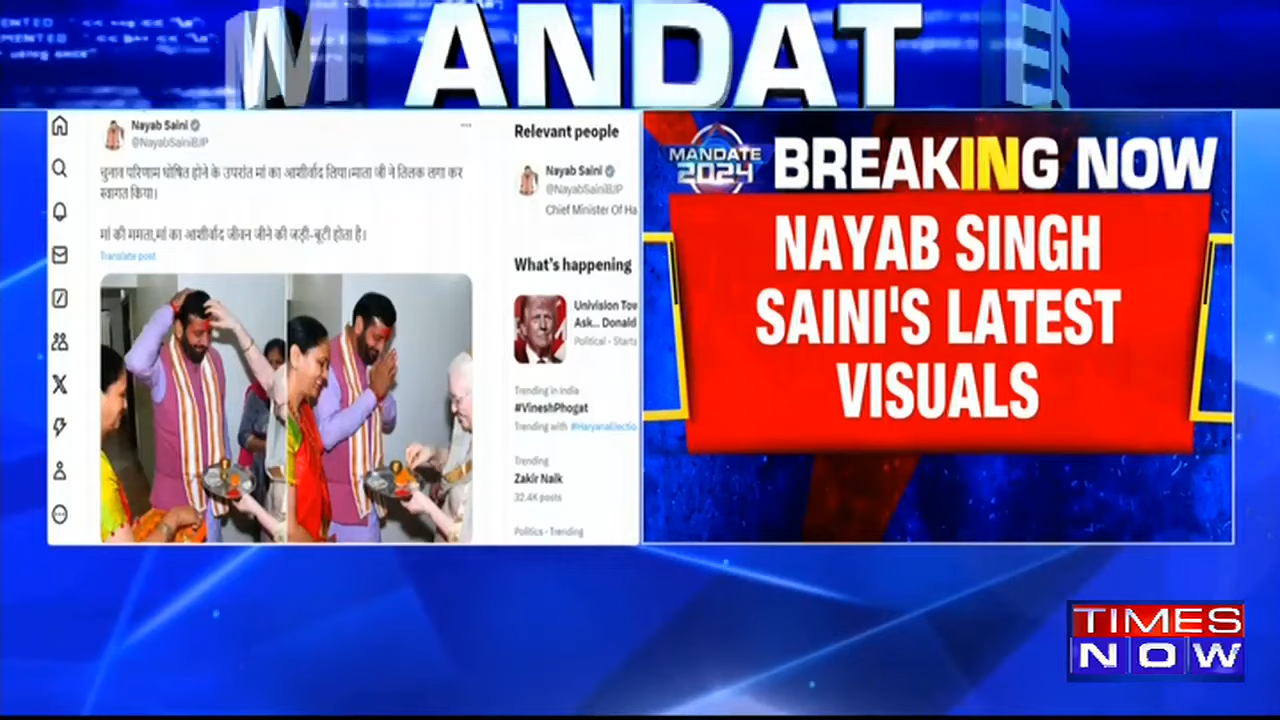 MANDATE
Nayab Saini
@NayabSainiBJP
चुनाव परिणाम घोषित होने के उपरांत मां का आशीर्वाद लिया।माता जी ने तिलक लगा कर
स्वागत किया।
मां की ममता,मां का आशीर्वाद जीवन जीने की जड़ी-बूटी होता है।
Translate post
Relevant people
Nayab Saini
@NayabSainiBJP
Chief Minister Of Ha
What's happening
Univision Tow
Ask... Donald
Political · Starts
Trending in India
#VineshPhogat
Trending with #HaryanaElectio
Trending
Zakir Naik
32.4K posts
Politics · Trending
MANDATE
2024
BREAKING NOW
NAYAB SINGH
SAINI'S LATEST
VISUALS
TIMES
NOW